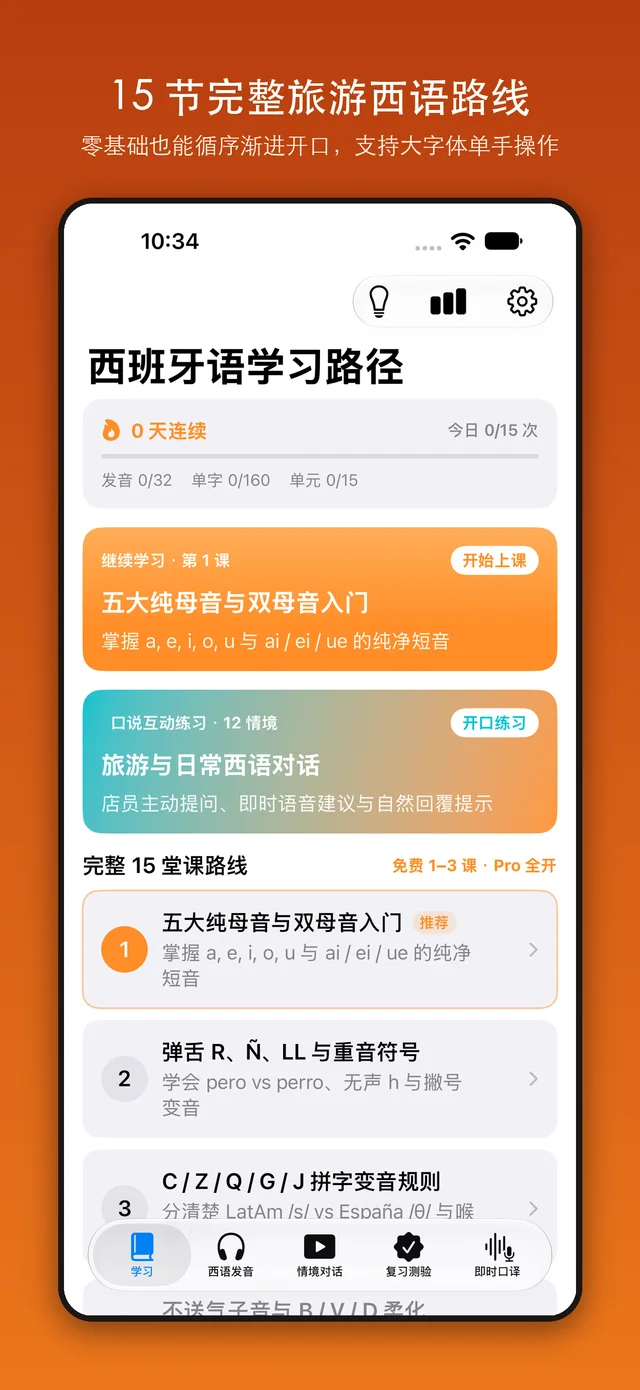 15 节完整旅游西语路线
零基础也能循序渐进开口，支持大字体单手操作
10:34
西班牙语学习路径
0 天连续
今日 0/15 次
发音 0/32 单字 0/160 单元 0/15
继续学习 · 第 1 课
开始上课
五大纯母音与双母音入门
掌握 a, e, i, o, u 与 ai / ei / ue 的纯净短音
口说互动练习 · 12 情境
开口练习
旅游与日常西语对话
店员主动提问、即时语音建议与自然回覆提示
完整 15 堂课路线
免费 1–3 课 · Pro 全开
1
五大纯母音与双母音入门 推荐
掌握 a, e, i, o, u 与 ai / ei / ue 的纯净
短音
2
弹舌 R、Ñ、LL 与重音符号
学会 pero vs perro、无声 h 与撇号
变音
3
C / Z / Q / G / J 拼字变音规则
分清楚 LatAm /s/ vs España /θ/ 与喉
学习
西语发音
情境对话
复习测验
即时口译
不送气子音与 B / V / D 柔化